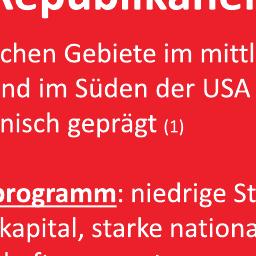 Republikaner
chen Gebiete im mittl
nd im Süden der USA
nisch geprägt (1)
programm: niedrige St
kapital, starke nationa